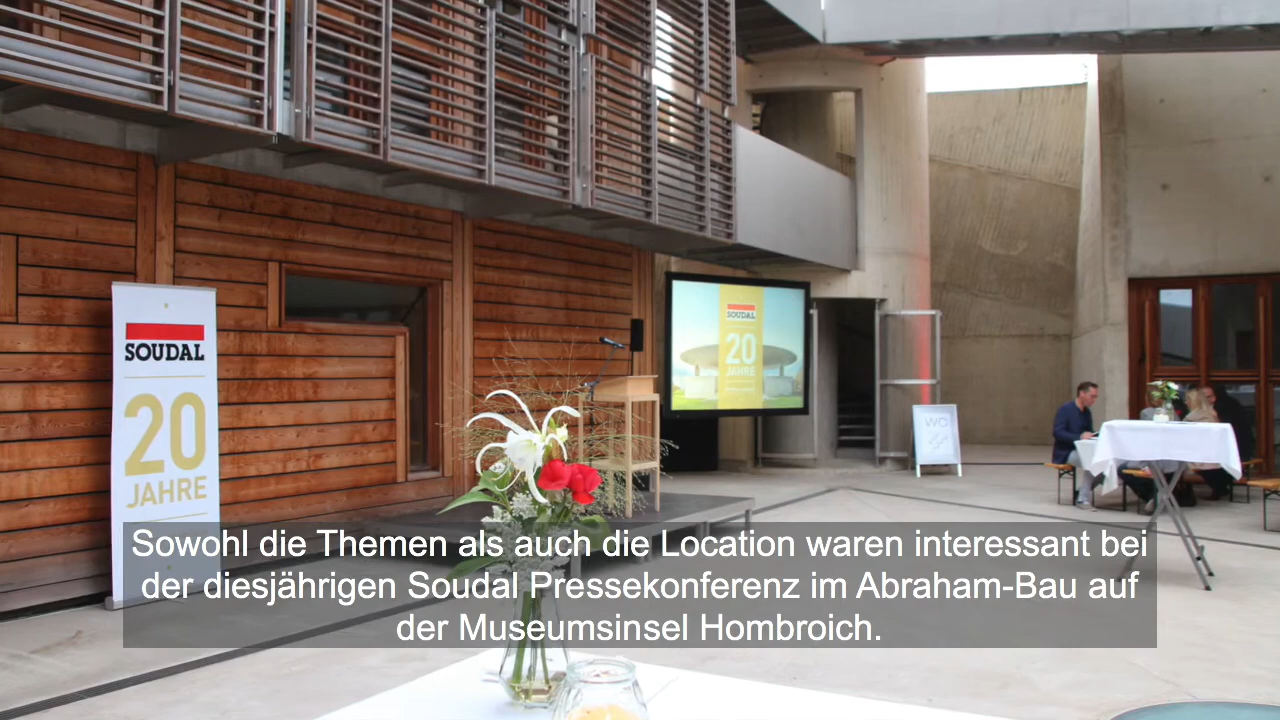 SOUDAL
20
JAHRE
SOUDAL
20
JAHRE
WC
Sowohl die Themen als auch die Location waren interessant bei
der diesjährigen Soudal Pressekonferenz im Abraham-Bau auf
der Museumsinsel Hombroich.